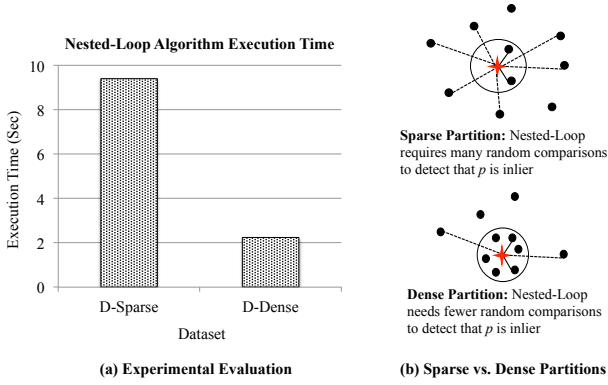 Nested-Loop Algorithm Execution Time
Execution Time (Sec)
10
8
6
4
2
0
D-Sparse
D-Dense
Dataset
(a) Experimental Evaluation
Sparse Partition: Nested-Loop
requires many random comparisons
to detect that p is inlier
Dense Partition: Nested-Loop
needs fewer random comparisons
to detect that p is inlier
(b) Sparse vs. Dense Partitions